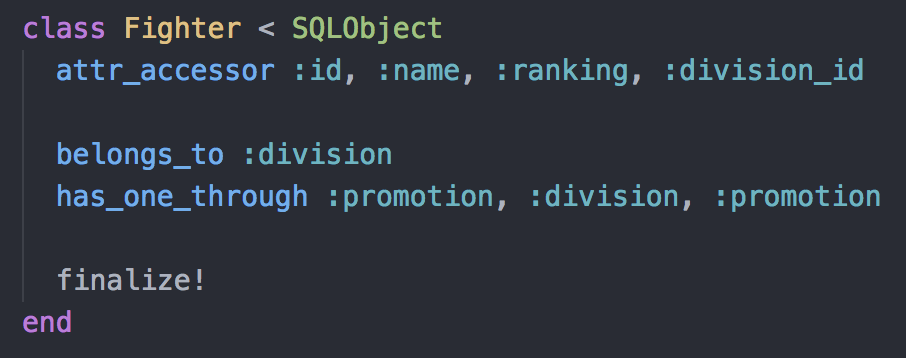 class Fighter < SQLObject
  attr_accessor :id, :name, :ranking, :division_id
  belongs_to :division
  has_one_through :promotion, :division, :promotion
  finalize!
end